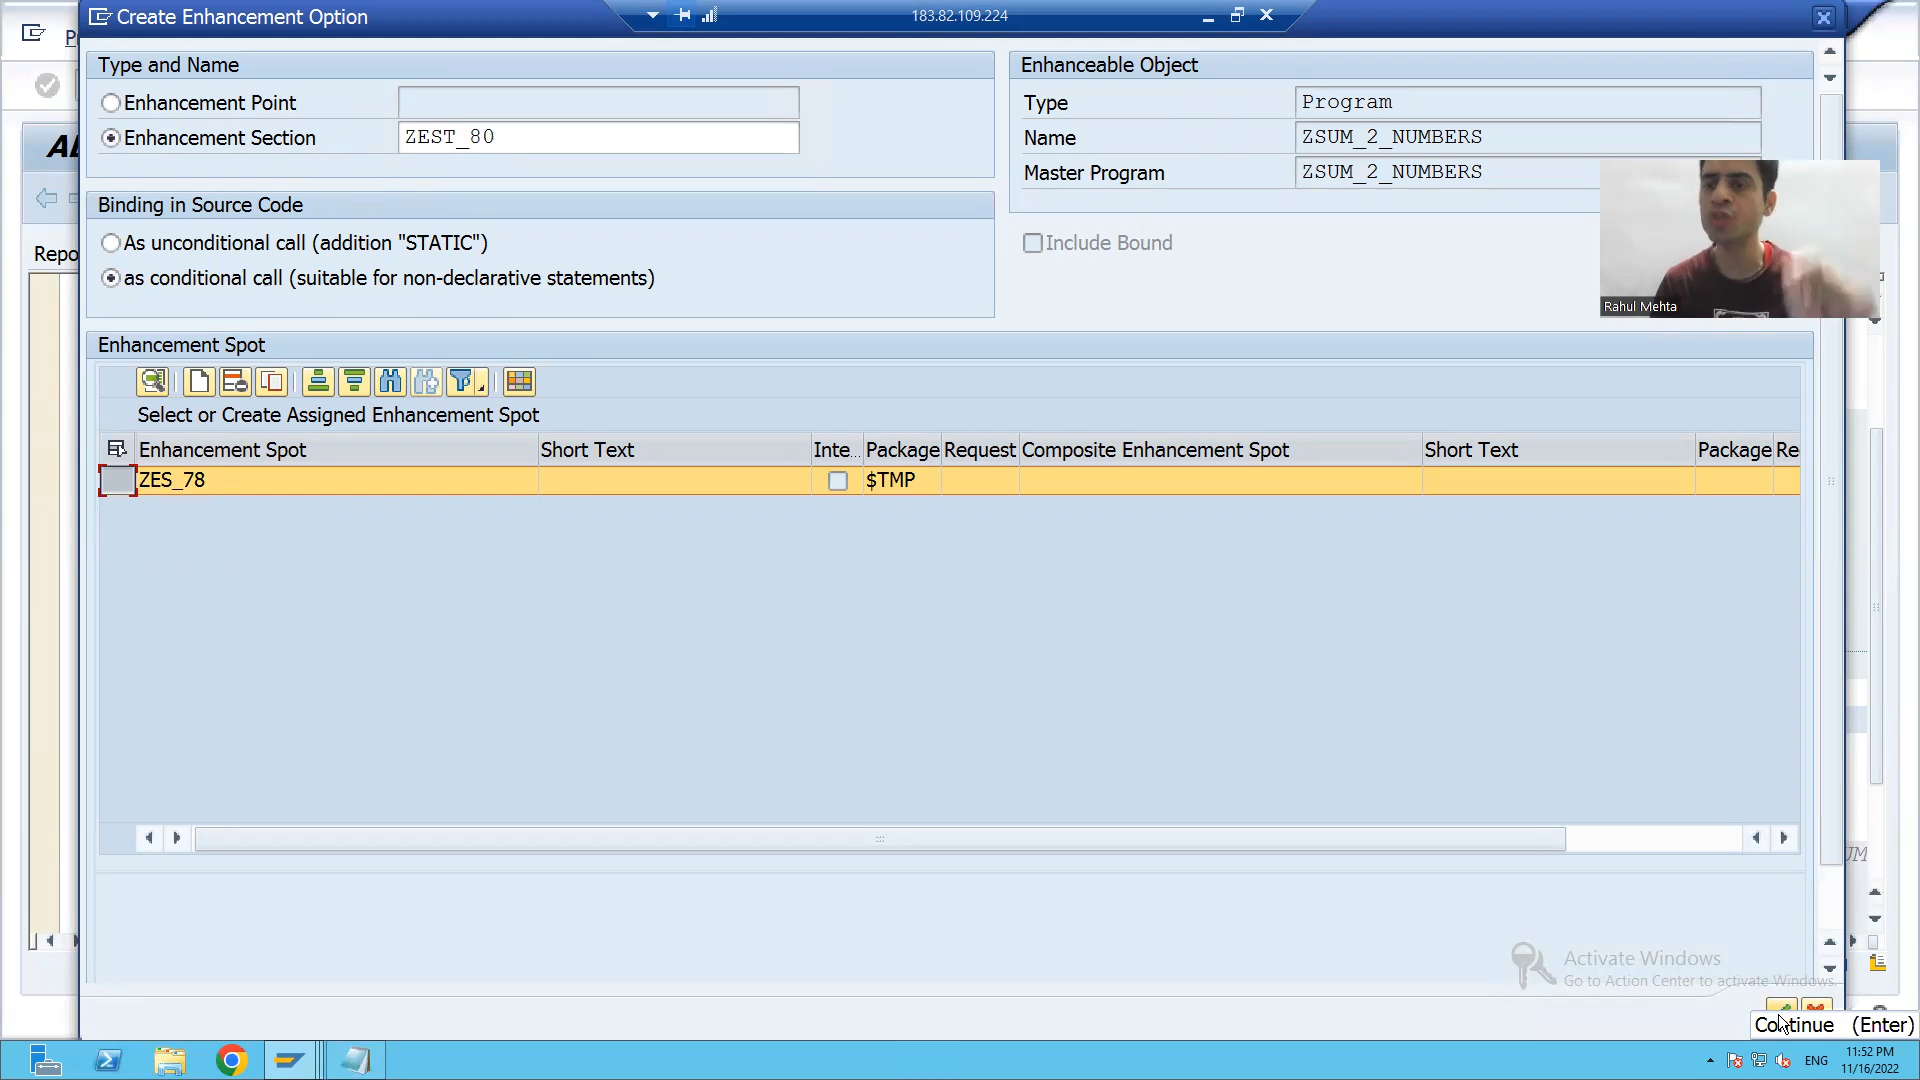 Create Enhancement Option
183.82.109.224
Type and Name
Enhancement Point
Enhancement Section
ZEST_80
Enhanceable Object
Type
Program
Name
ZSUM_2_NUMBERS
Master Program
ZSUM_2_NUMBERS
Binding in Source Code
As unconditional call (addition "STATIC")
as conditional call (suitable for non-declarative statements)
Include Bound
Repo
Rahul Mehta
Enhancement Spot
Select or Create Assigned Enhancement Spot
Enhancement Spot Short Text Inte... Package Request Composite Enhancement Spot Short Text Package Re
ZES_78 $TMP
Activate Windows
Go to Action Center to activate Windows.
Continue (Enter)
ENG
11:52 PM
11/16/2022